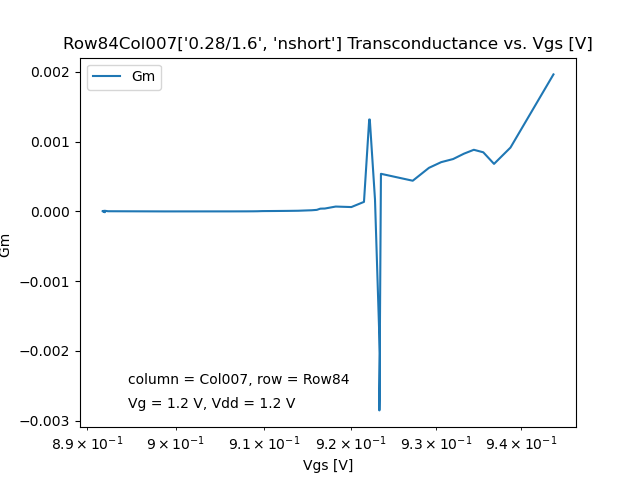 Row84Col007['0.28/1.6', 'nshort'] Transconductance vs. Vgs [V]
Gm
0.002
0.001
0.000
−0.001
−0.002
−0.003
Gm
column = Col007, row = Row84
Vg = 1.2 V, Vdd = 1.2 V
8.9 × 10⁻¹ 9 × 10⁻¹ 9.1 × 10⁻¹ 9.2 × 10⁻¹ 9.3 × 10⁻¹ 9.4 × 10⁻¹
Vgs [V]